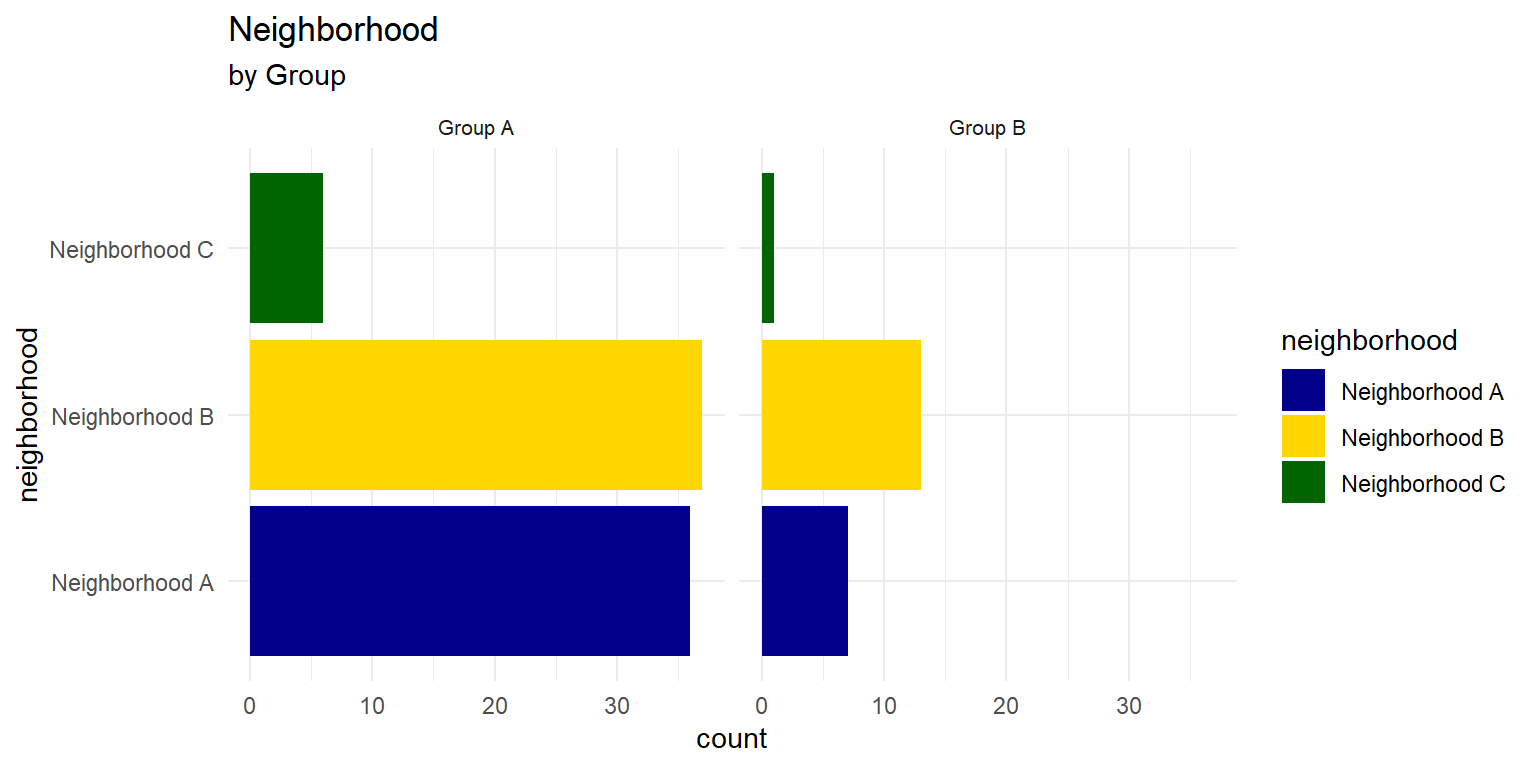 Neighborhood
by Group
Group A
Group B
Neighborhood C
Neighborhood B
Neighborhood A
neighborhood
0 10 20 30
0 10 20 30
count
neighborhood
Neighborhood A
Neighborhood B
Neighborhood C